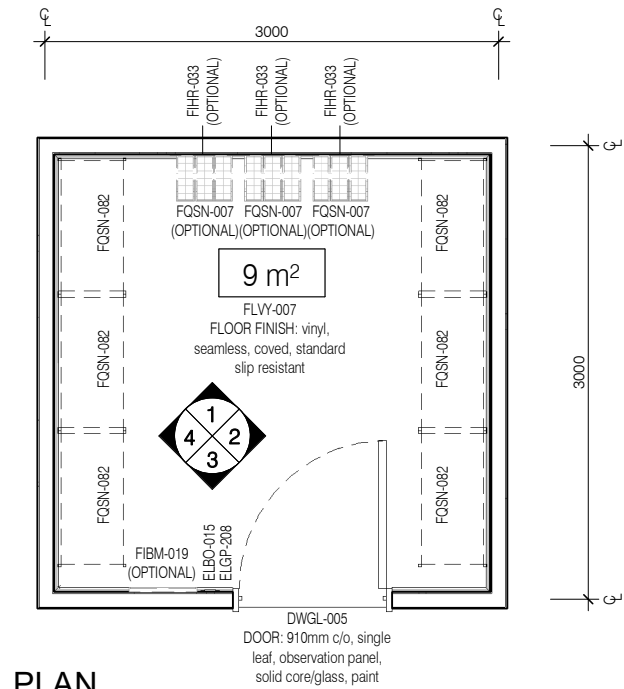 ℄
℄
3000
FIHR-033
(OPTIONAL)
FIHR-033
(OPTIONAL)
FIHR-033
(OPTIONAL)
℄
FQSN-082
FQSN-082
FQSN-007
(OPTIONAL)
FQSN-007
(OPTIONAL)
FQSN-007
(OPTIONAL)
9 m²
FLVY-007
FLOOR FINISH: vinyl,
seamless, coved, standard
slip resistant
FQSN-082
FQSN-082
3000
1
4
2
3
FQSN-082
FQSN-082
FIBM-019
(OPTIONAL)
ELBO-015
ELGP-208
℄
DWGL-005
DOOR: 910mm c/o, single
leaf, observation panel,
solid core/glass, paint
PLAN